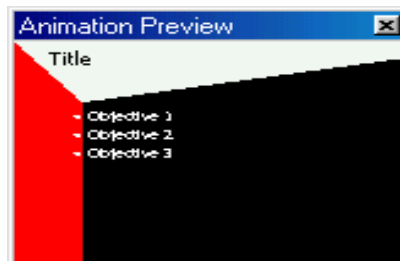 Animation Preview
Title
- Objective 1
- Objective 2
- Objective 3